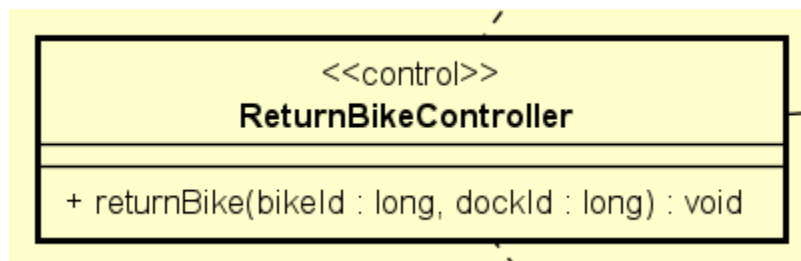 <<control>>
ReturnBikeController
+ returnBike(bikeId : long, dockId : long) : void